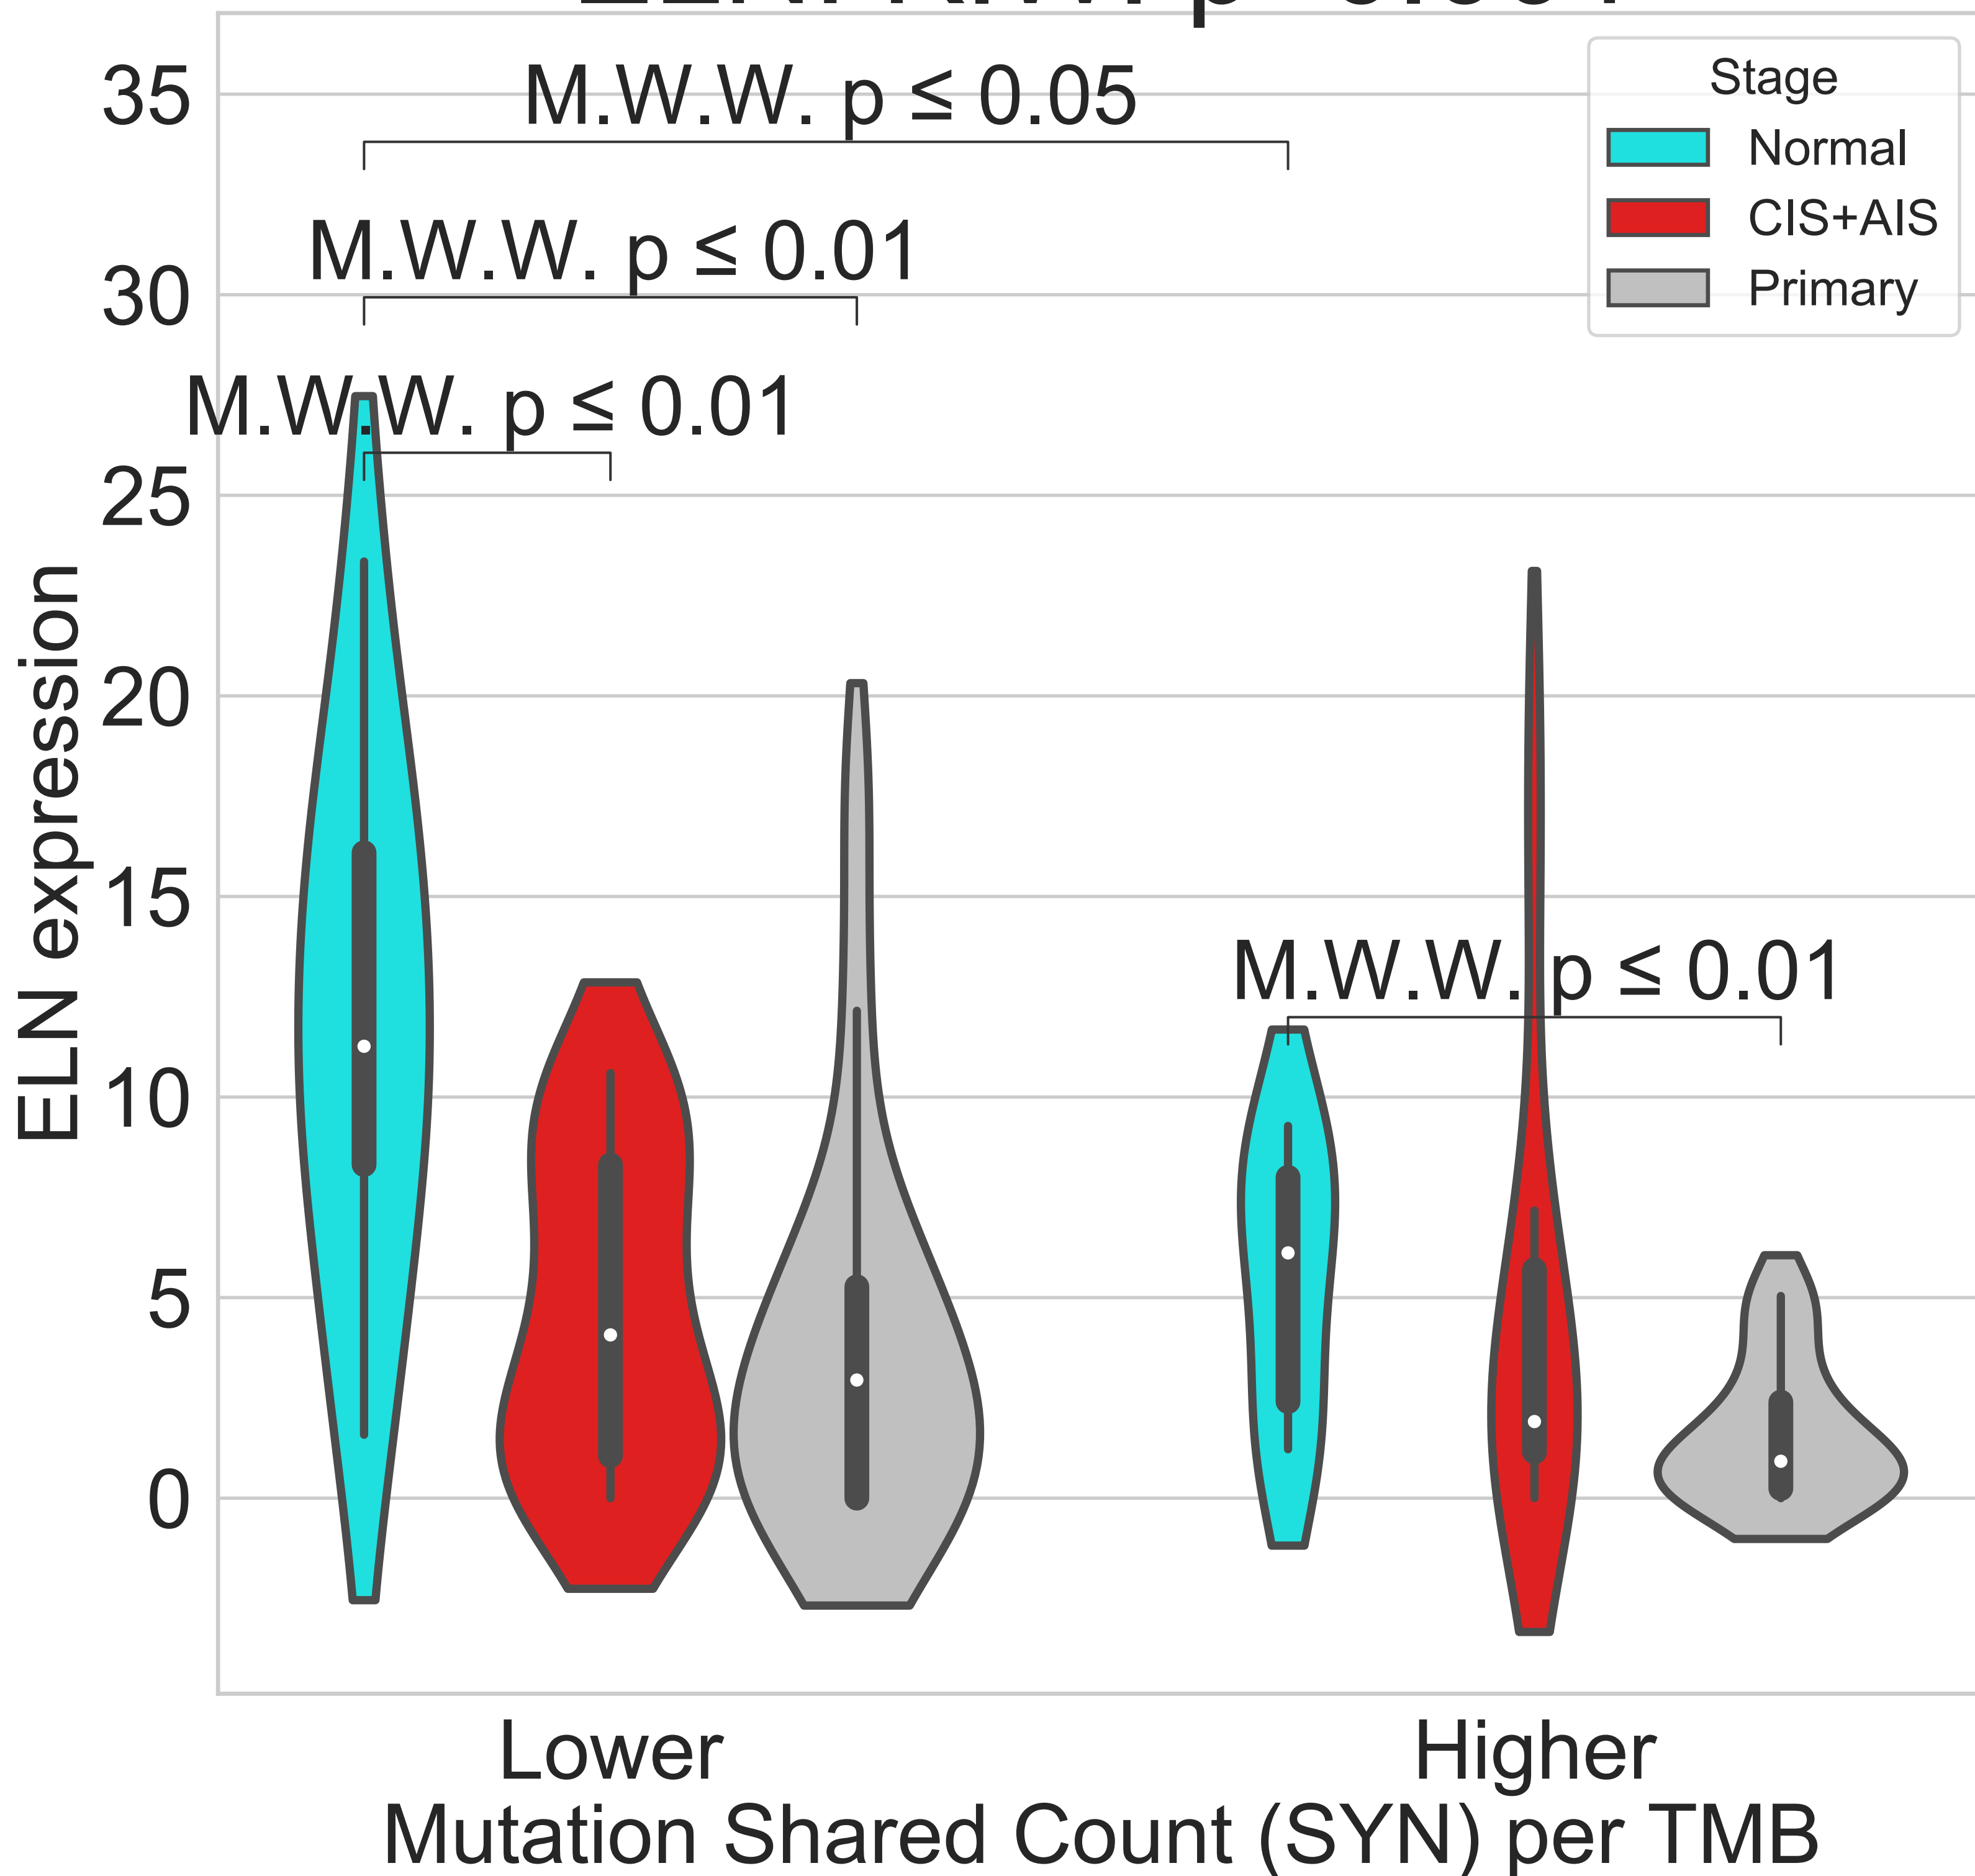 M.W.W. p ≤ 0.05
M.W.W. p ≤ 0.01
M.W.W. p ≤ 0.01
M.W.W. p ≤ 0.01
Stage
Normal
CIS+AIS
Primary
35
30
25
20
15
10
5
0
ELN expression
Lower
Higher
Mutation Shared Count (SYN) per TMB